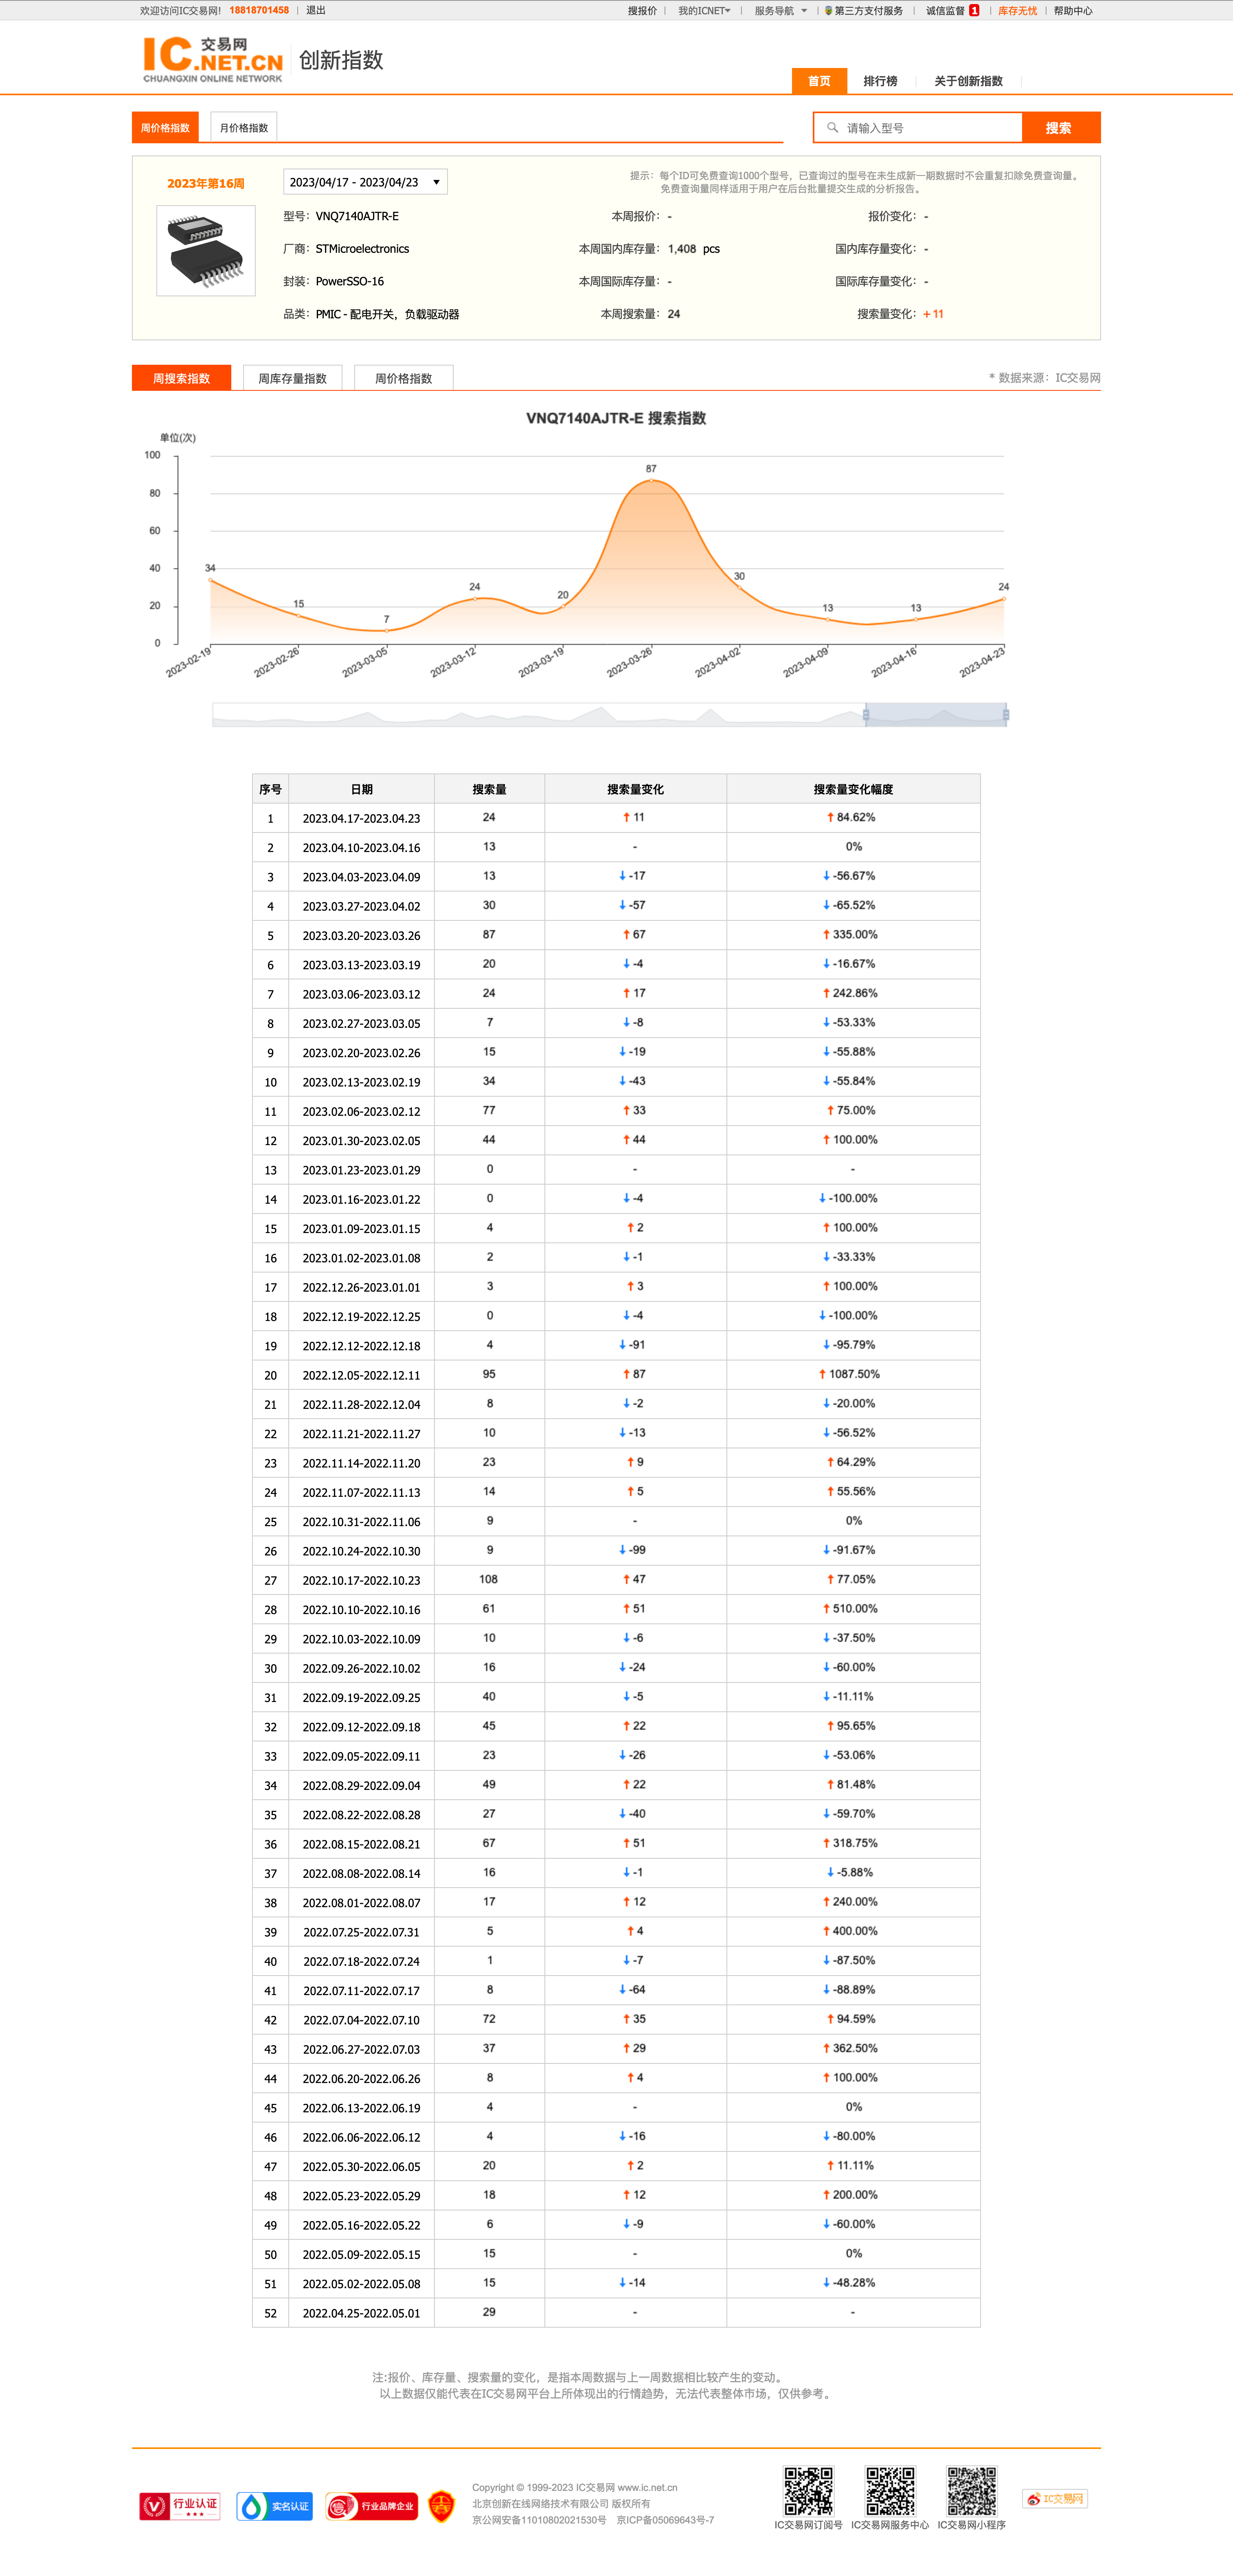 欢迎访问IC交易网! 18818701458 | 退出 搜报价 | 我的ICNET | 服务导航 | 第三方支付服务 | 诚信监督 1 | 库存无忧 | 帮助中心
IC 交易网 .NET.CN CHUANGXIN ONLINE NETWORK 创新指数
首页 排行榜 关于创新指数
周价格指数 月价格指数 请输入型号 搜索
2023年第16周 2023/04/17 - 2023/04/23 提示：每个ID可免费查询1000个型号，已查询过的型号在未生成新一期数据时不会重复扣除免费查询量。
免费查询量同样适用于用户在后台批量提交生成的分析报告。
型号：VNQ7140AJTR-E 本周报价：- 报价变化：-
厂商：STMicroelectronics 本周国内库存量：1,408 pcs 国内库存量变化：-
封装：PowerSSO-16 本周国际库存量：- 国际库存量变化：-
品类：PMIC - 配电开关，负载驱动器 本周搜索量：24 搜索量变化：+11
周搜索指数 周库存量指数 周价格指数 * 数据来源：IC交易网
VNQ7140AJTR-E 搜索指数
单位(次)
100
87
80
60
40
34 30
24 24
20 20
15 13 13
7
0
2023-02-19 2023-02-26 2023-03-05 2023-03-12 2023-03-19 2023-03-26 2023-04-02 2023-04-09 2023-04-16 2023-04-23
序号 日期 搜索量 搜索量变化 搜索量变化幅度
1 2023.04.17-2023.04.23 24 ↑ 11 ↑ 84.62%
2 2023.04.10-2023.04.16 13 - 0%
3 2023.04.03-2023.04.09 13 ↓ -17 ↓ -56.67%
4 2023.03.27-2023.04.02 30 ↓ -57 ↓ -65.52%
5 2023.03.20-2023.03.26 87 ↑ 67 ↑ 335.00%
6 2023.03.13-2023.03.19 20 ↓ -4 ↓ -16.67%
7 2023.03.06-2023.03.12 24 ↑ 17 ↑ 242.86%
8 2023.02.27-2023.03.05 7 ↓ -8 ↓ -53.33%
9 2023.02.20-2023.02.26 15 ↓ -19 ↓ -55.88%
10 2023.02.13-2023.02.19 34 ↓ -43 ↓ -55.84%
11 2023.02.06-2023.02.12 77 ↑ 33 ↑ 75.00%
12 2023.01.30-2023.02.05 44 ↑ 44 ↑ 100.00%
13 2023.01.23-2023.01.29 0 - -
14 2023.01.16-2023.01.22 0 ↓ -4 ↓ -100.00%
15 2023.01.09-2023.01.15 4 ↑ 2 ↑ 100.00%
16 2023.01.02-2023.01.08 2 ↓ -1 ↓ -33.33%
17 2022.12.26-2023.01.01 3 ↑ 3 ↑ 100.00%
18 2022.12.19-2022.12.25 0 ↓ -4 ↓ -100.00%
19 2022.12.12-2022.12.18 4 ↓ -91 ↓ -95.79%
20 2022.12.05-2022.12.11 95 ↑ 87 ↑ 1087.50%
21 2022.11.28-2022.12.04 8 ↓ -2 ↓ -20.00%
22 2022.11.21-2022.11.27 10 ↓ -13 ↓ -56.52%
23 2022.11.14-2022.11.20 23 ↑ 9 ↑ 64.29%
24 2022.11.07-2022.11.13 14 ↑ 5 ↑ 55.56%
25 2022.10.31-2022.11.06 9 - 0%
26 2022.10.24-2022.10.30 9 ↓ -99 ↓ -91.67%
27 2022.10.17-2022.10.23 108 ↑ 47 ↑ 77.05%
28 2022.10.10-2022.10.16 61 ↑ 51 ↑ 510.00%
29 2022.10.03-2022.10.09 10 ↓ -6 ↓ -37.50%
30 2022.09.26-2022.10.02 16 ↓ -24 ↓ -60.00%
31 2022.09.19-2022.09.25 40 ↓ -5 ↓ -11.11%
32 2022.09.12-2022.09.18 45 ↑ 22 ↑ 95.65%
33 2022.09.05-2022.09.11 23 ↓ -26 ↓ -53.06%
34 2022.08.29-2022.09.04 49 ↑ 22 ↑ 81.48%
35 2022.08.22-2022.08.28 27 ↓ -40 ↓ -59.70%
36 2022.08.15-2022.08.21 67 ↑ 51 ↑ 318.75%
37 2022.08.08-2022.08.14 16 ↓ -1 ↓ -5.88%
38 2022.08.01-2022.08.07 17 ↑ 12 ↑ 240.00%
39 2022.07.25-2022.07.31 5 ↑ 4 ↑ 400.00%
40 2022.07.18-2022.07.24 1 ↓ -7 ↓ -87.50%
41 2022.07.11-2022.07.17 8 ↓ -64 ↓ -88.89%
42 2022.07.04-2022.07.10 72 ↑ 35 ↑ 94.59%
43 2022.06.27-2022.07.03 37 ↑ 29 ↑ 362.50%
44 2022.06.20-2022.06.26 8 ↑ 4 ↑ 100.00%
45 2022.06.13-2022.06.19 4 - 0%
46 2022.06.06-2022.06.12 4 ↓ -16 ↓ -80.00%
47 2022.05.30-2022.06.05 20 ↑ 2 ↑ 11.11%
48 2022.05.23-2022.05.29 18 ↑ 12 ↑ 200.00%
49 2022.05.16-2022.05.22 6 ↓ -9 ↓ -60.00%
50 2022.05.09-2022.05.15 15 - 0%
51 2022.05.02-2022.05.08 15 ↓ -14 ↓ -48.28%
52 2022.04.25-2022.05.01 29 - -
注:报价、库存量、搜索量的变化，是指本周数据与上一周数据相比较产生的变动。
以上数据仅能代表在IC交易网平台上所体现出的行情趋势，无法代表整体市场，仅供参考。
行业认证 实名认证 行业品牌企业
Copyright © 1999-2023 IC交易网 www.ic.net.cn
北京创新在线网络技术有限公司 版权所有
京公网安备11010802021530号 京ICP备05069643号-7
IC交易网订阅号 IC交易网服务中心 IC交易网小程序 IC交易网